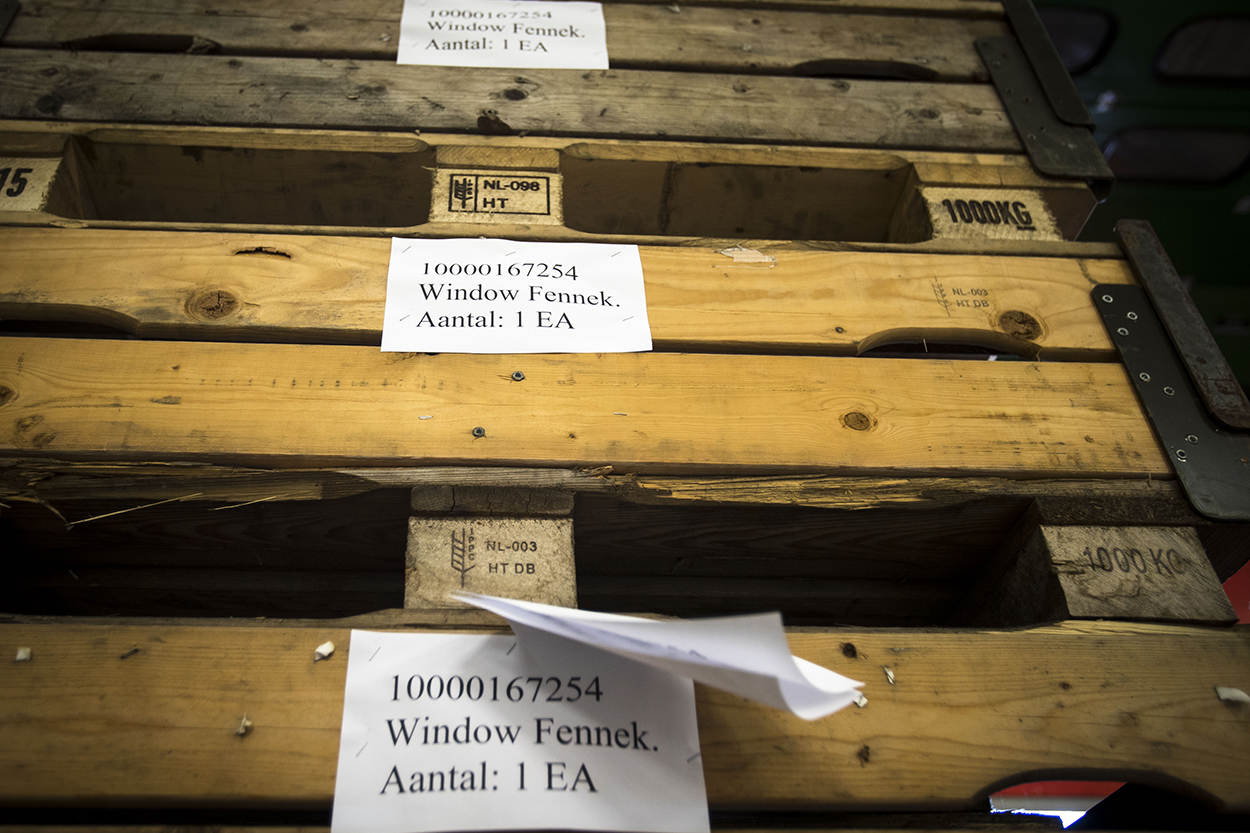 10000167254
Window Fennek.
Aantal: 1 EA
15
NL-098
HT
1000KG
10000167254
Window Fennek.
Aantal: 1 EA
NL-003
HT DB
IPPC
NL-003
HT DB
1000 KG
10000167254
Window Fennek.
Aantal: 1 EA